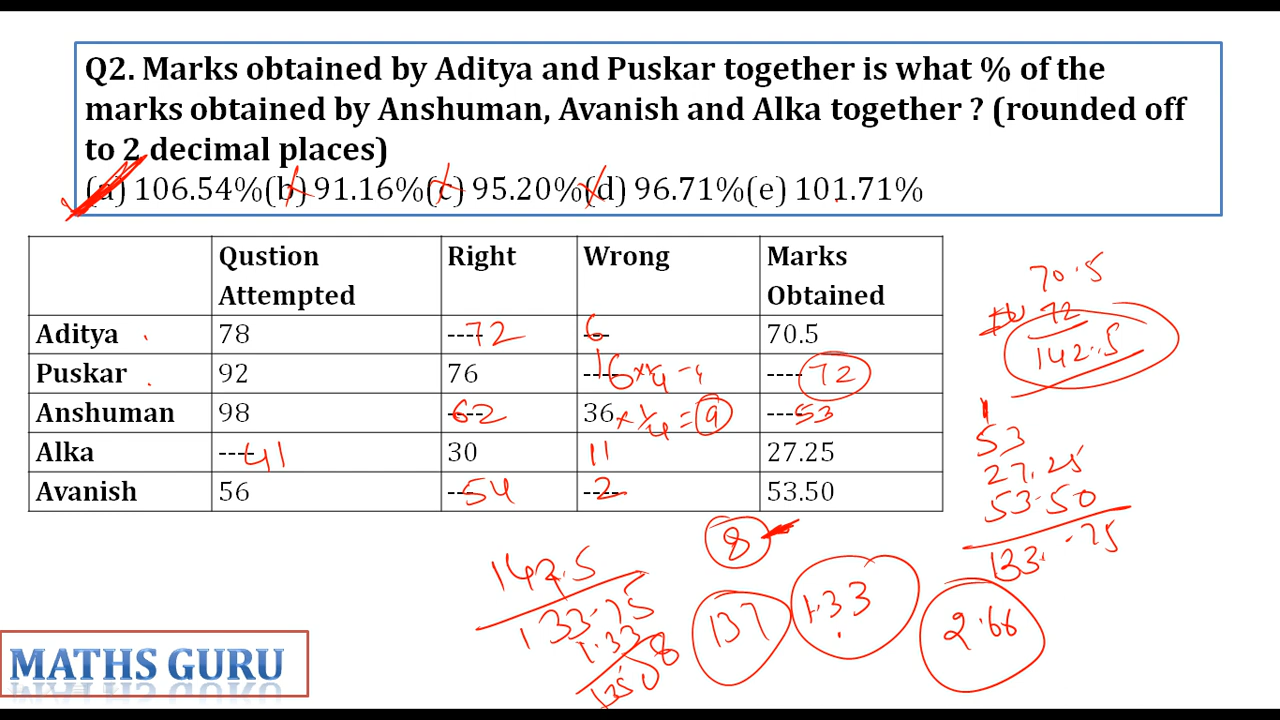 Q2. Marks obtained by Aditya and Puskar together is what % of the
marks obtained by Anshuman, Avanish and Alka together ? (rounded off
to 2 decimal places)
(a) 106.54%(b) 91.16%(c) 95.20%(d) 96.71%(e) 101.71%
Qustion Attempted Right Wrong Marks Obtained
Aditya 78 ---- 72 ---- 6 70.5
Puskar 92 76 ---- 16 ---- 72
Anshuman 98 ---- 62 36 × 1/4 = 9 ---- 53
Alka ---- 41 30 11 27.25
Avanish 56 ---- 54 ---- 2 53.50
70.5
72
142.5
53
27.25
53.50
133.75
8
142.5
133.75
1.33
137
1.33
2.66
MATHS GURU